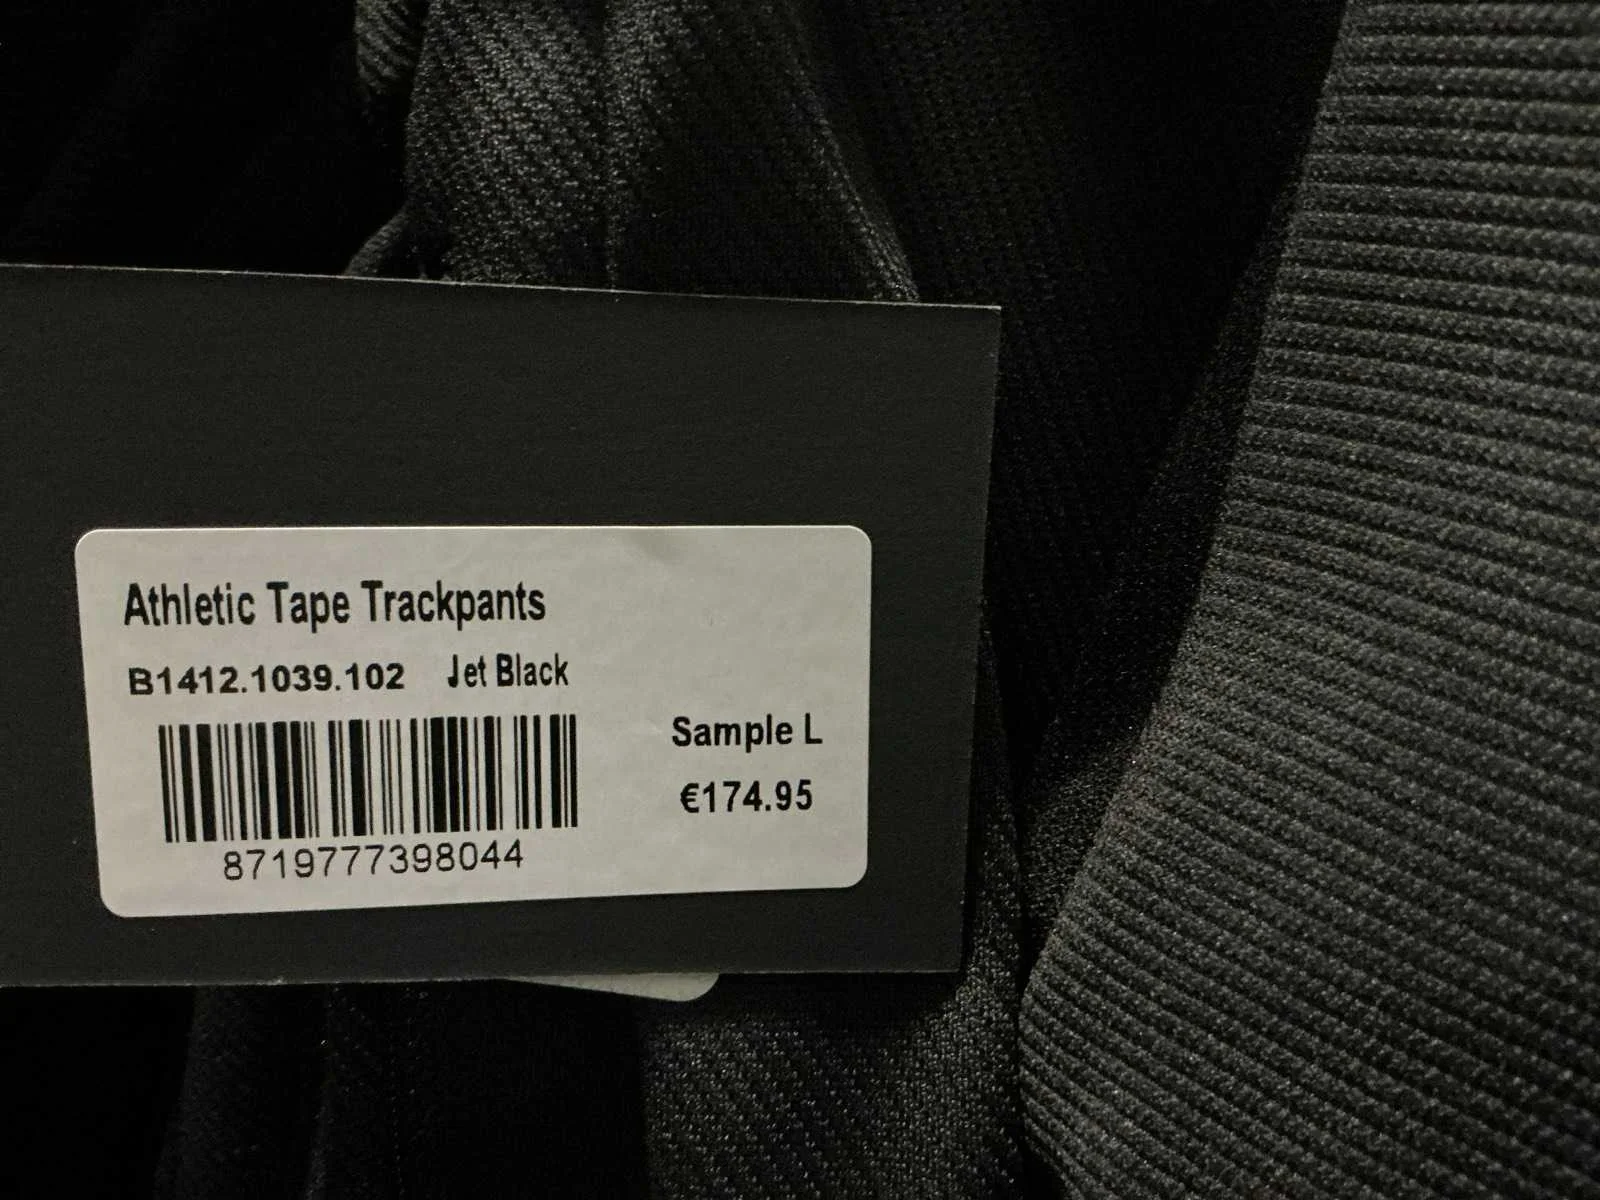 Athletic Tape Trackpants
B1412.1039.102 Jet Black
Sample L
€174.95
8719777398044